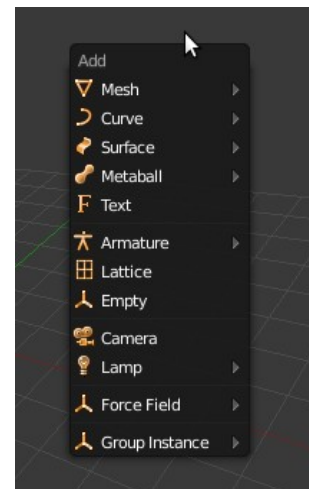 Add
Mesh
Curve
Surface
Metaball
Text
Armature
Lattice
Empty
Camera
Lamp
Force Field
Group Instance